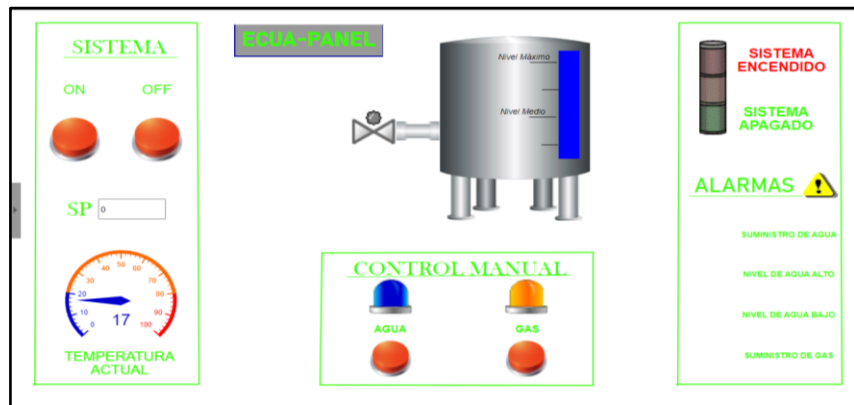 SISTEMA
ON
OFF
SP 0
0
10
20
30
40
50
60
70
80
90
100
17
TEMPERATURA
ACTUAL
ECUA-PANEL
Nivel Máximo
Nivel Medio
CONTROL MANUAL
AGUA
GAS
SISTEMA
ENCENDIDO
SISTEMA
APAGADO
ALARMAS
SUMINISTRO DE AGUA
NIVEL DE AGUA ALTO
NIVEL DE AGUA BAJO
SUMINISTRO DE GAS